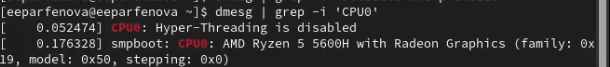 [eeparfenova@eeparfenova ~]$ dmesg | grep -i 'CPU0'
[    0.052474] CPU0: Hyper-Threading is disabled
[    0.176328] smpboot: CPU0: AMD Ryzen 5 5600H with Radeon Graphics (family: 0x
19, model: 0x50, stepping: 0x0)